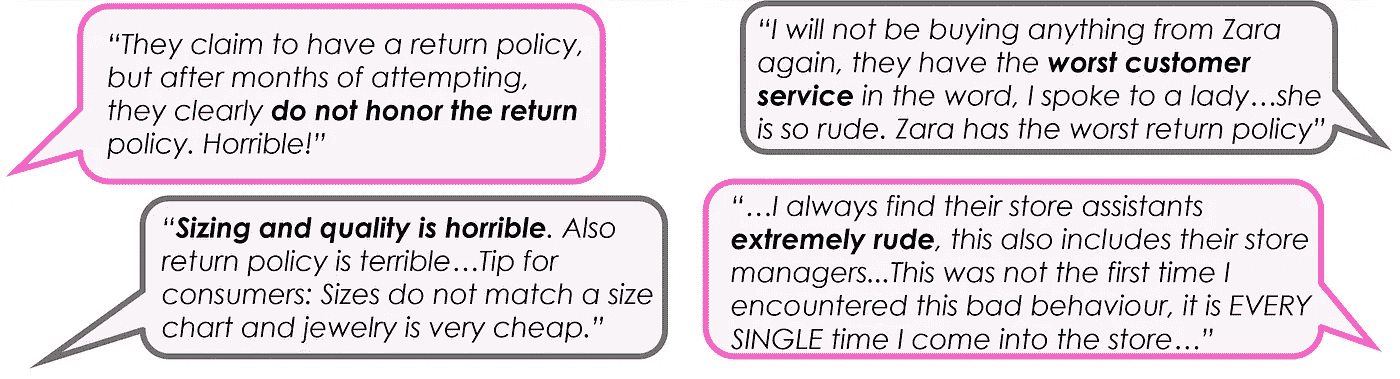 “They claim to have a return policy,
but after months of attempting,
they clearly do not honor the return
policy. Horrible!”
“I will not be buying anything from Zara
again, they have the worst customer
service in the word, I spoke to a lady…she
is so rude. Zara has the worst return policy”
“Sizing and quality is horrible. Also
return policy is terrible…Tip for
consumers: Sizes do not match a size
chart and jewelry is very cheap.”
“…I always find their store assistants
extremely rude, this also includes their store
managers...This was not the first time I
encountered this bad behaviour, it is EVERY
SINGLE time I come into the store…”